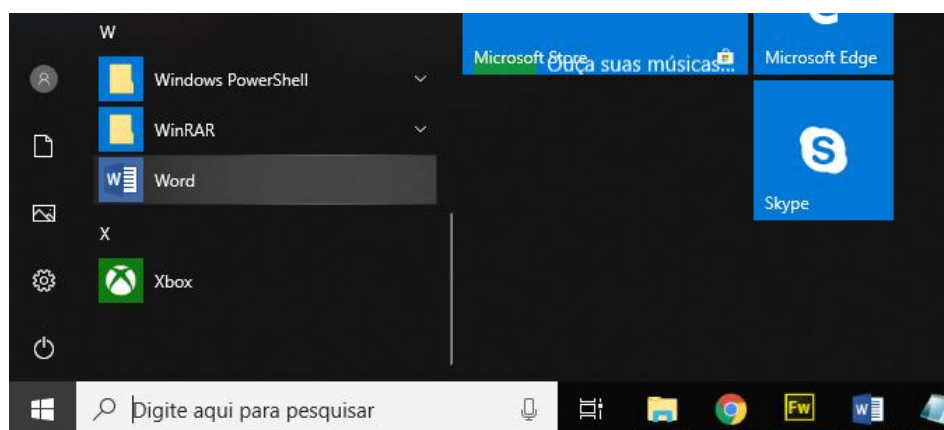 W
Windows PowerShell
WinRAR
Word
X
Xbox
Microsoft Store
Ouça suas músicas...
Microsoft Edge
Skype
Digite aqui para pesquisar
Fw